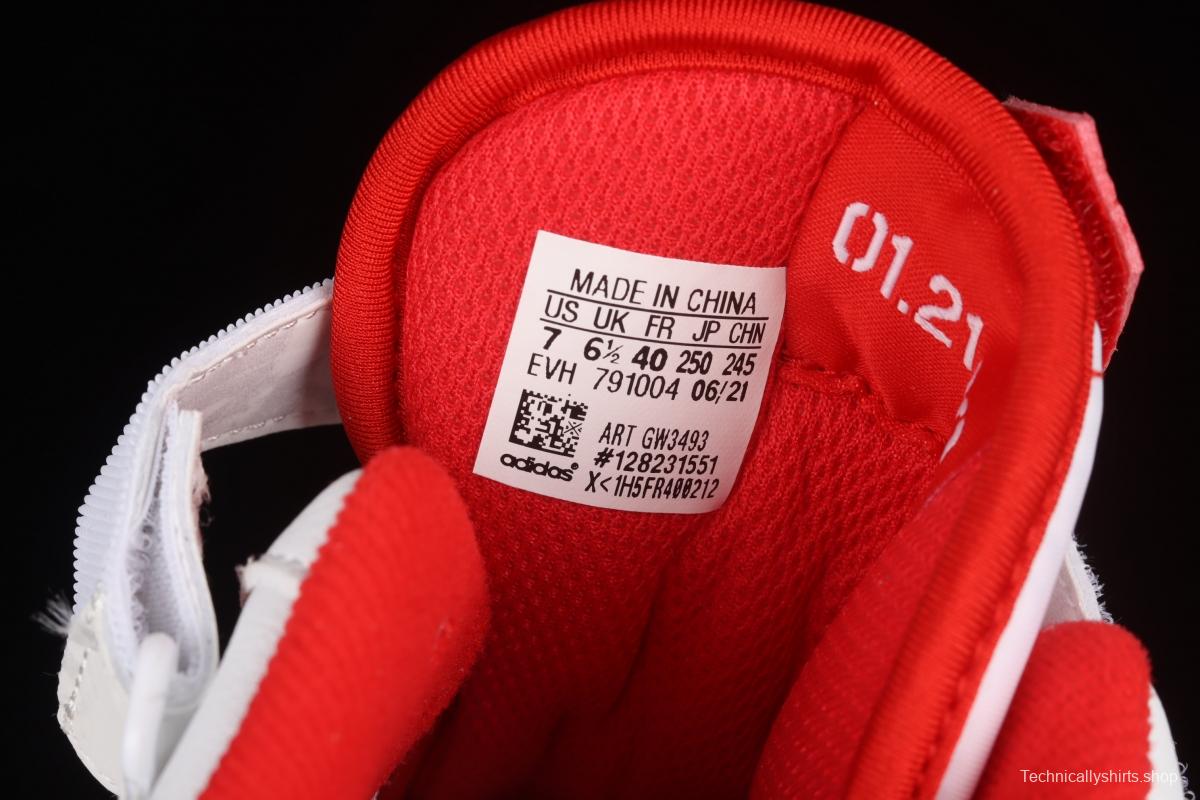 MADE IN CHINA
US UK FR JP CHN
7 6½ 40 250 245
EVH 791004 06/21
ART GW3493
#128231551
adidas®
X<1H5FR400212
01.21
Technicallyshirts.shop